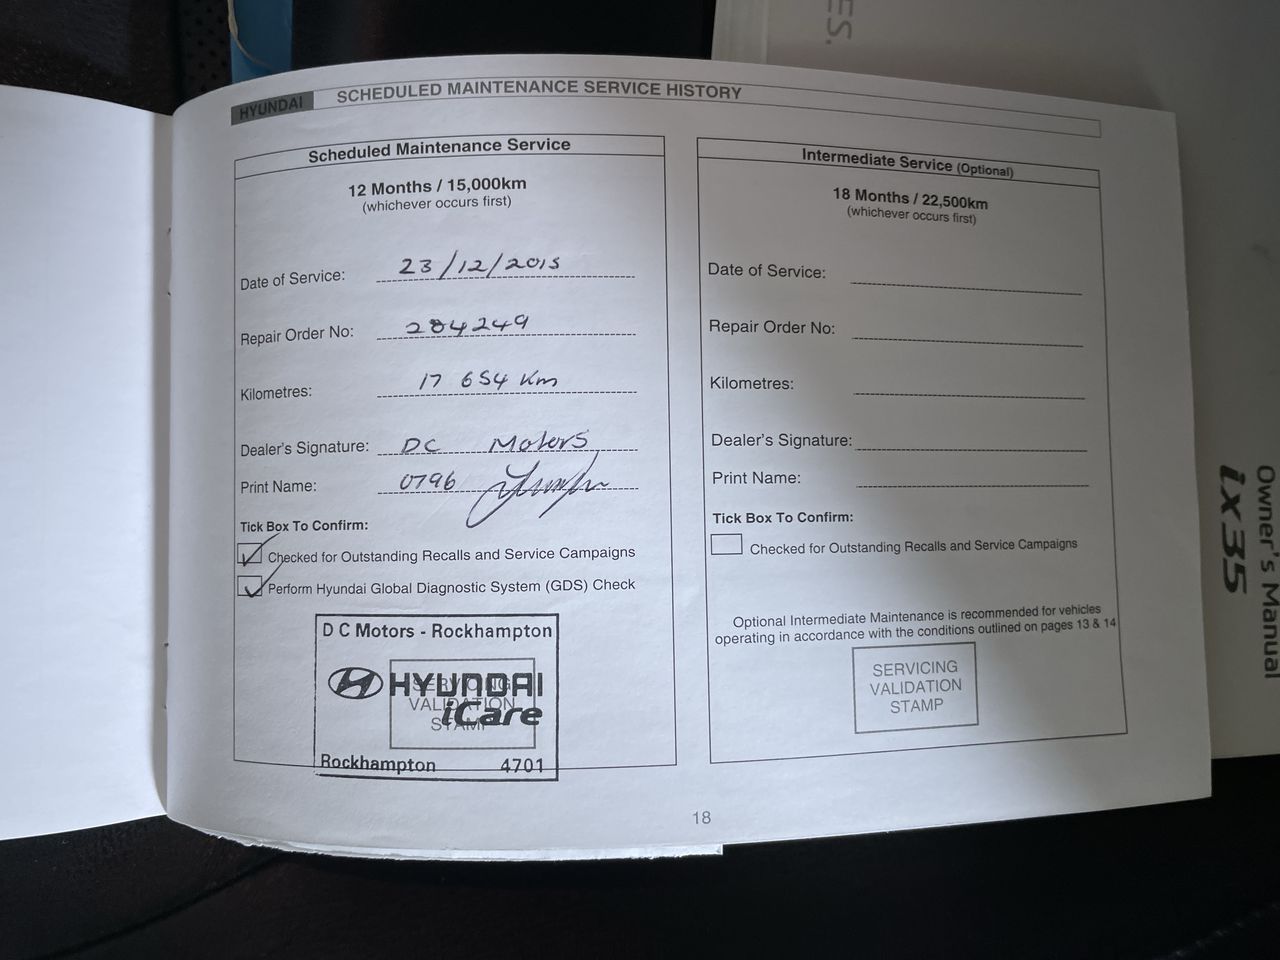 HYUNDAI SCHEDULED MAINTENANCE SERVICE HISTORY
Scheduled Maintenance Service
12 Months / 15,000km
(whichever occurs first)
Date of Service: 23/12/2015
Repair Order No: 284249
Kilometres: 17 654 Km
Dealer's Signature: DC Motors
Print Name: 0796
Tick Box To Confirm:
Checked for Outstanding Recalls and Service Campaigns
Perform Hyundai Global Diagnostic System (GDS) Check
D C Motors - Rockhampton
HYUNDAI
iCare
SERVICING
VALIDATION
STAMP
Rockhampton 4701
Intermediate Service (Optional)
18 Months / 22,500km
(whichever occurs first)
Date of Service:
Repair Order No:
Kilometres:
Dealer's Signature:
Print Name:
Tick Box To Confirm:
Checked for Outstanding Recalls and Service Campaigns
Optional Intermediate Maintenance is recommended for vehicles
operating in accordance with the conditions outlined on pages 13 & 14
SERVICING
VALIDATION
STAMP
18
ES.
Owner's Manual
ix35